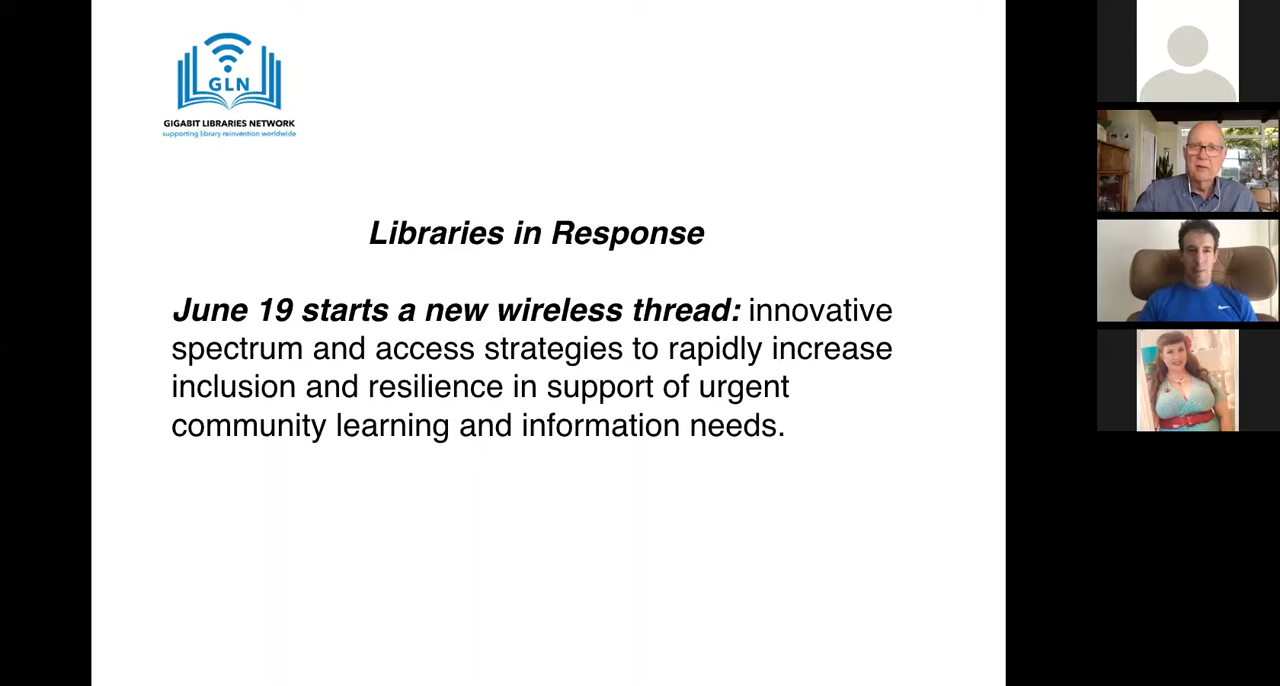 GLN
GIGABIT LIBRARIES NETWORK
supporting library reinvention worldwide
Libraries in Response
June 19 starts a new wireless thread: innovative
spectrum and access strategies to rapidly increase
inclusion and resilience in support of urgent
community learning and information needs.